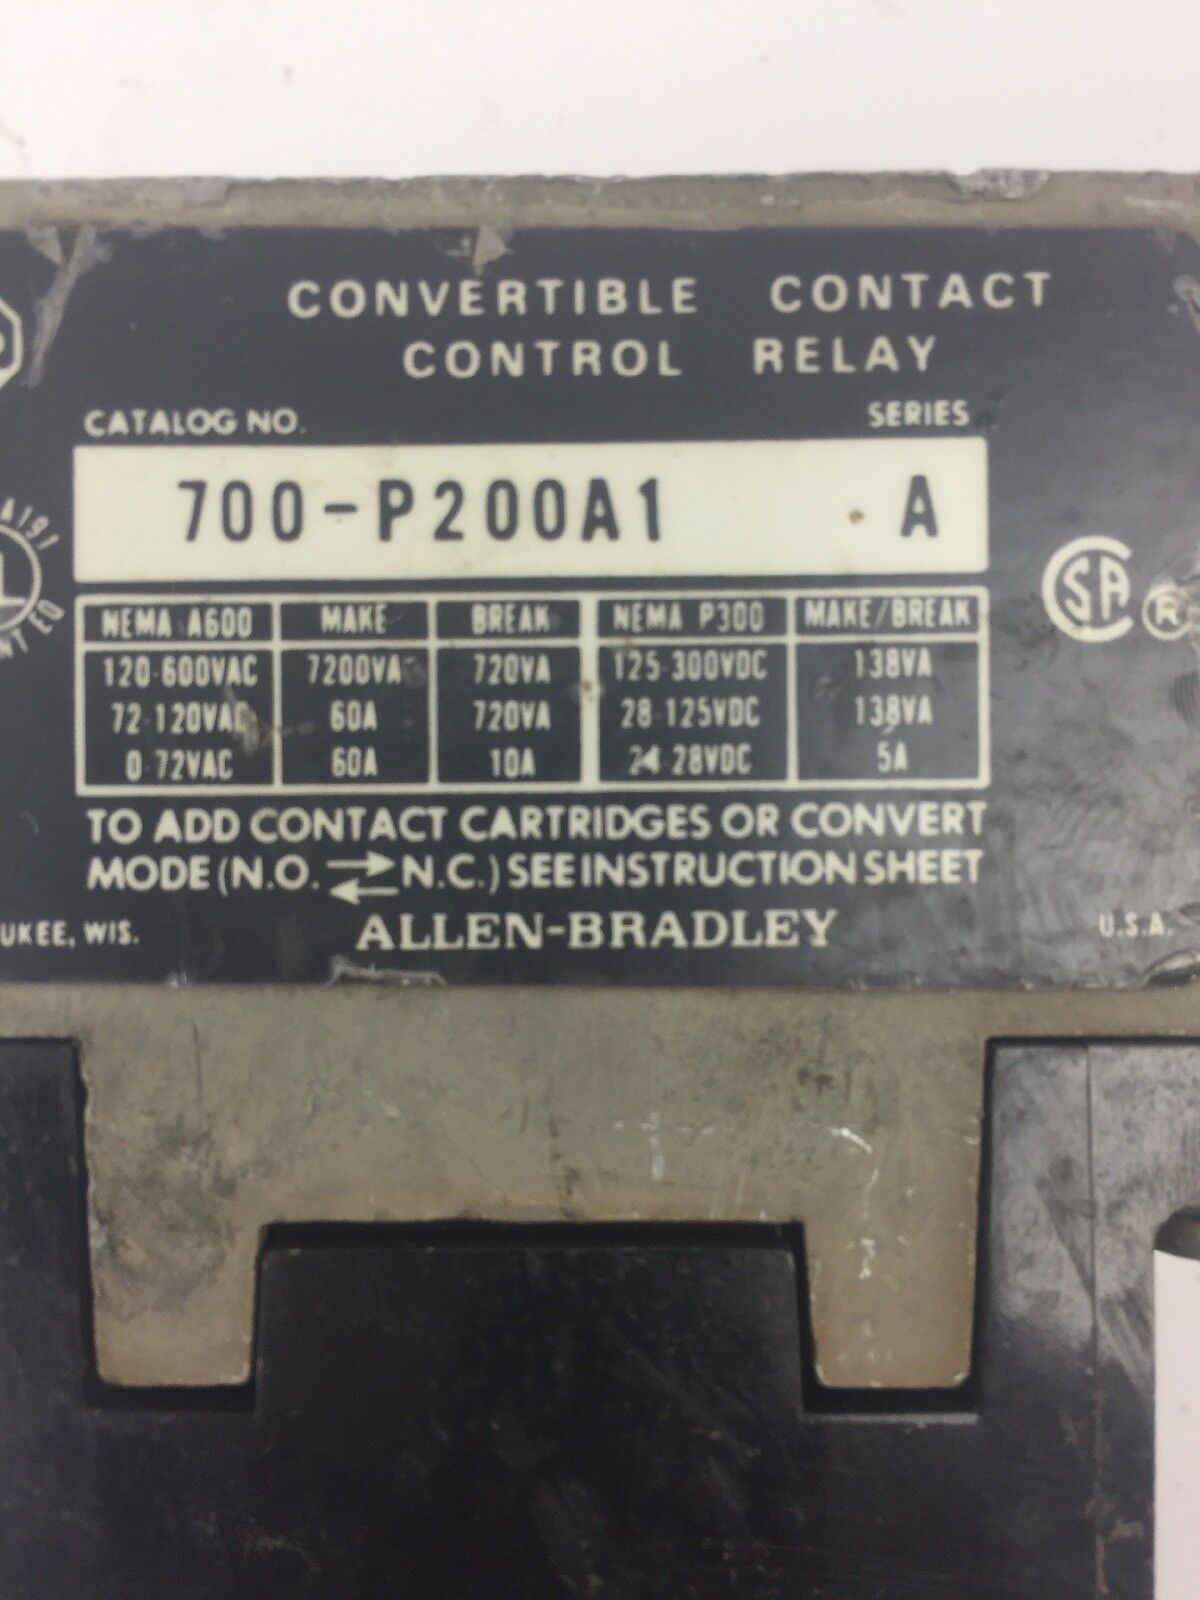 CONVERTIBLE CONTACT
CONTROL RELAY
CATALOG NO. SERIES
700-P200A1 A
NEMA A600 MAKE BREAK NEMA P300 MAKE/BREAK
120-600VAC 7200VA 720VA 125-300VDC 138VA
72-120VAC 60A 720VA 28-125VDC 138VA
0-72VAC 60A 10A 24-28VDC 5A
TO ADD CONTACT CARTRIDGES OR CONVERT
MODE (N.O. ⇄ N.C.) SEE INSTRUCTION SHEET
UKEE, WIS. ALLEN-BRADLEY U.S.A.
SA ®